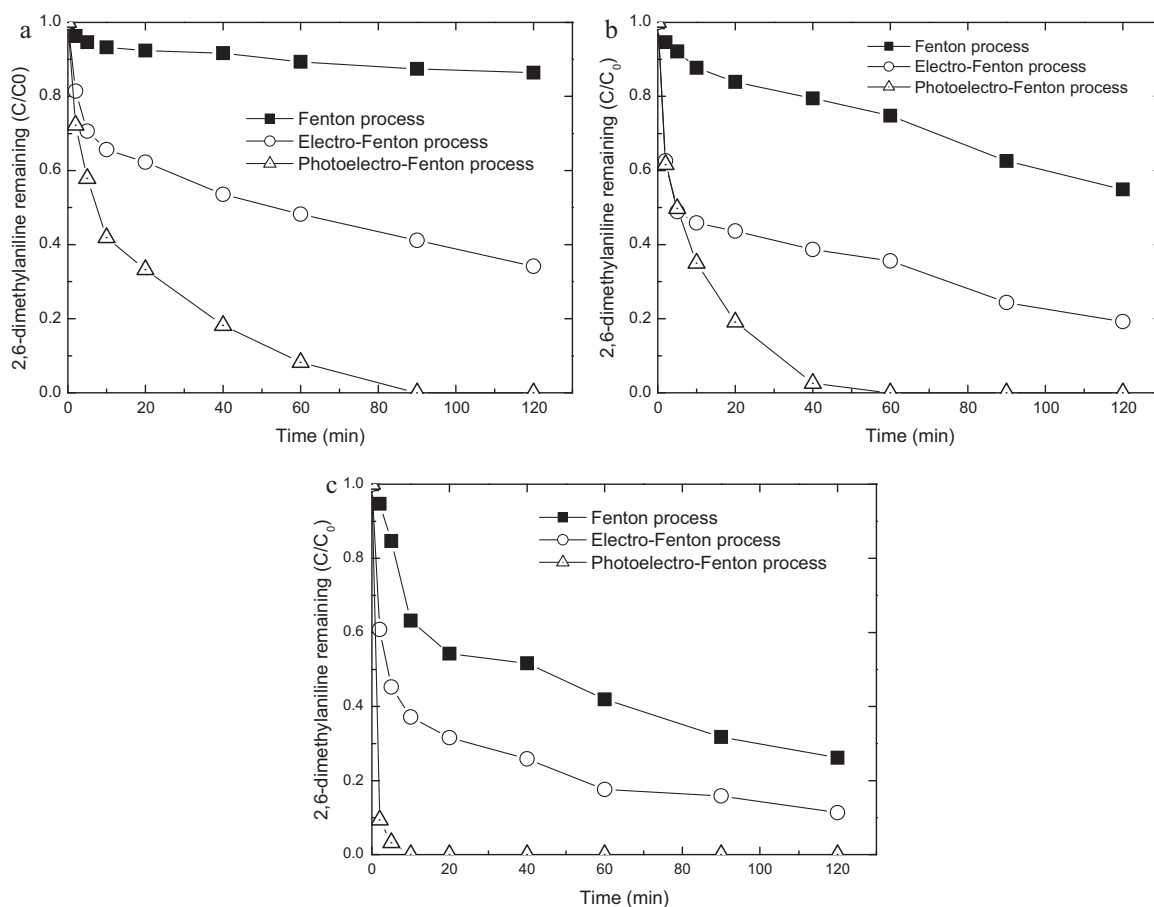 a
2,6-dimethylaniline remaining (C/C0)
1.0
0.8
0.6
0.4
0.2
0.0
Fenton process
Electro-Fenton process
Photoelectro-Fenton process
0 20 40 60 80 100 120
Time (min)
b
2,6-dimethylaniline remaining (C/C₀)
1.0
0.8
0.6
0.4
0.2
0.0
Fenton process
Electro-Fenton process
Photoelectro-Fenton process
0 20 40 60 80 100 120
Time (min)
c
2,6-dimethylaniline remaining (C/C₀)
1.0
0.8
0.6
0.4
0.2
0.0
Fenton process
Electro-Fenton process
Photoelectro-Fenton process
0 20 40 60 80 100 120
Time (min)